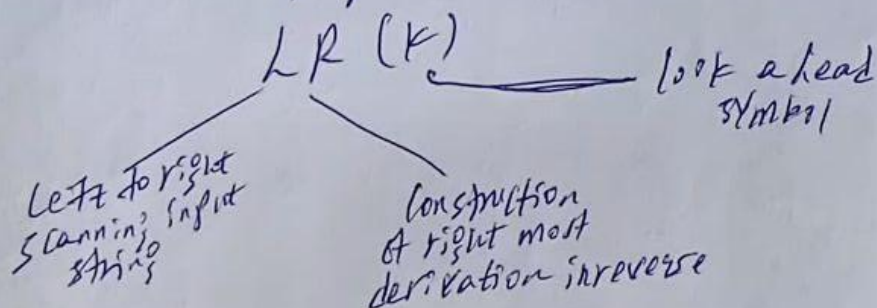 LR (K)
look a head
symbol
Left to right
scanning input
string
Construction
of right most
derivation inreverse